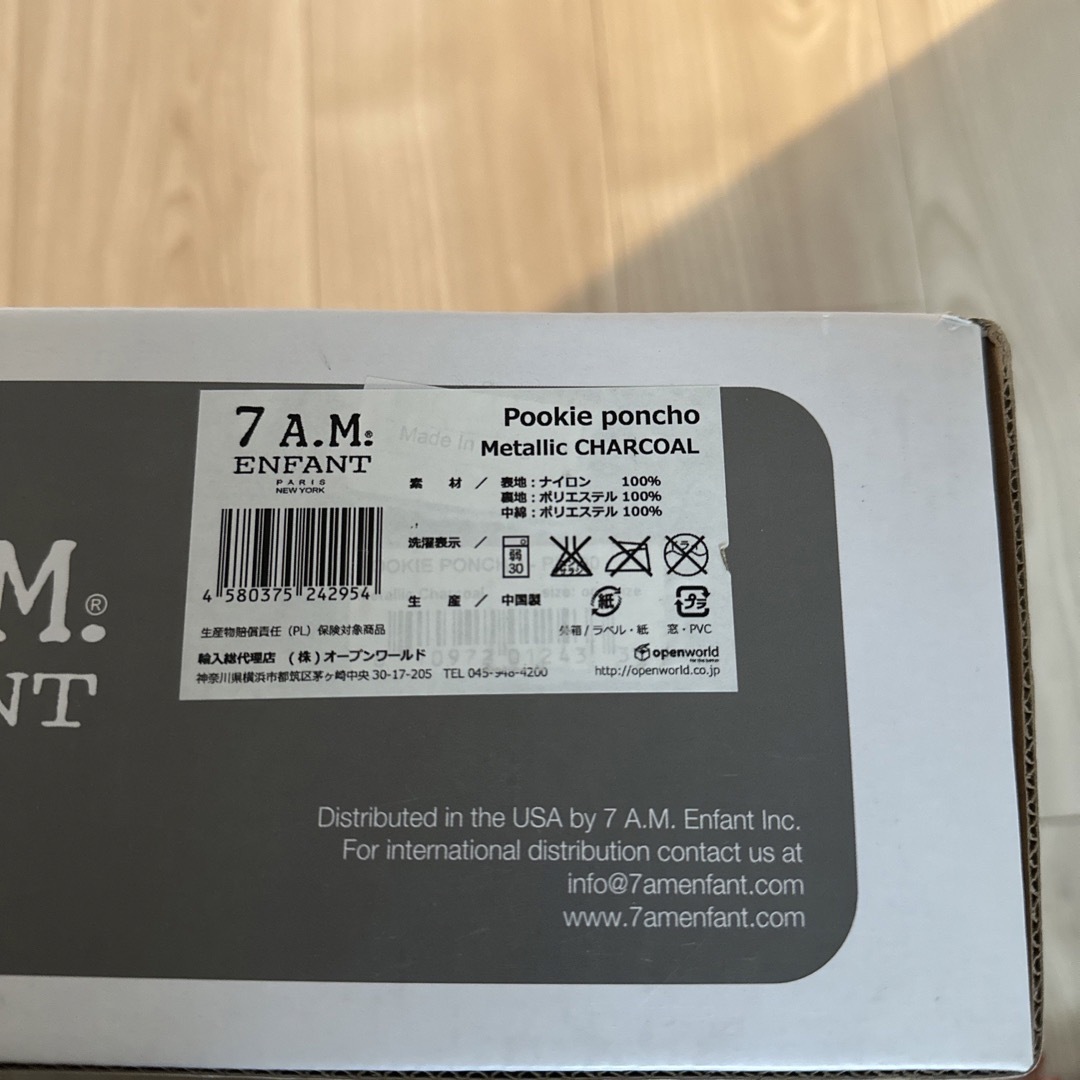 7 A.M.®
ENFANT
PARIS
NEW YORK
Pookie poncho
Made In
Metallic CHARCOAL
素 材 ／ 表地：ナイロン 100%
裏地：ポリエステル 100%
中綿：ポリエステル 100%
洗濯表示 ／ 弱 30
4 580375 242954
生 産 ／ 中国製
紙
プラ
生産物賠償責任（PL）保険対象商品
外箱/ラベル・紙 窓・PVC
輸入総代理店 (株)オープンワールド
openworld
神奈川県横浜市都筑区茅ヶ崎中央 30-17-205 TEL 045-948-4200
http://openworld.co.jp
M.®
NT
Distributed in the USA by 7 A.M. Enfant Inc.
For international distribution contact us at
info@7amenfant.com
www.7amenfant.com